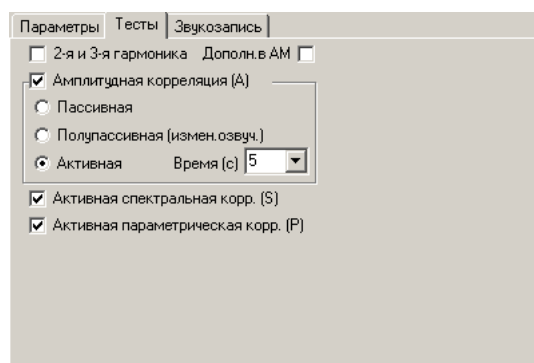 Параметры Тесты Звукозапись
2-я и 3-я гармоника Дополн.в АМ
Амплитудная корреляция (А)
Пассивная
Полупассивная (измен.озвуч.)
Активная Время (с) 5
Активная спектральная корр. (S)
Активная параметрическая корр. (P)